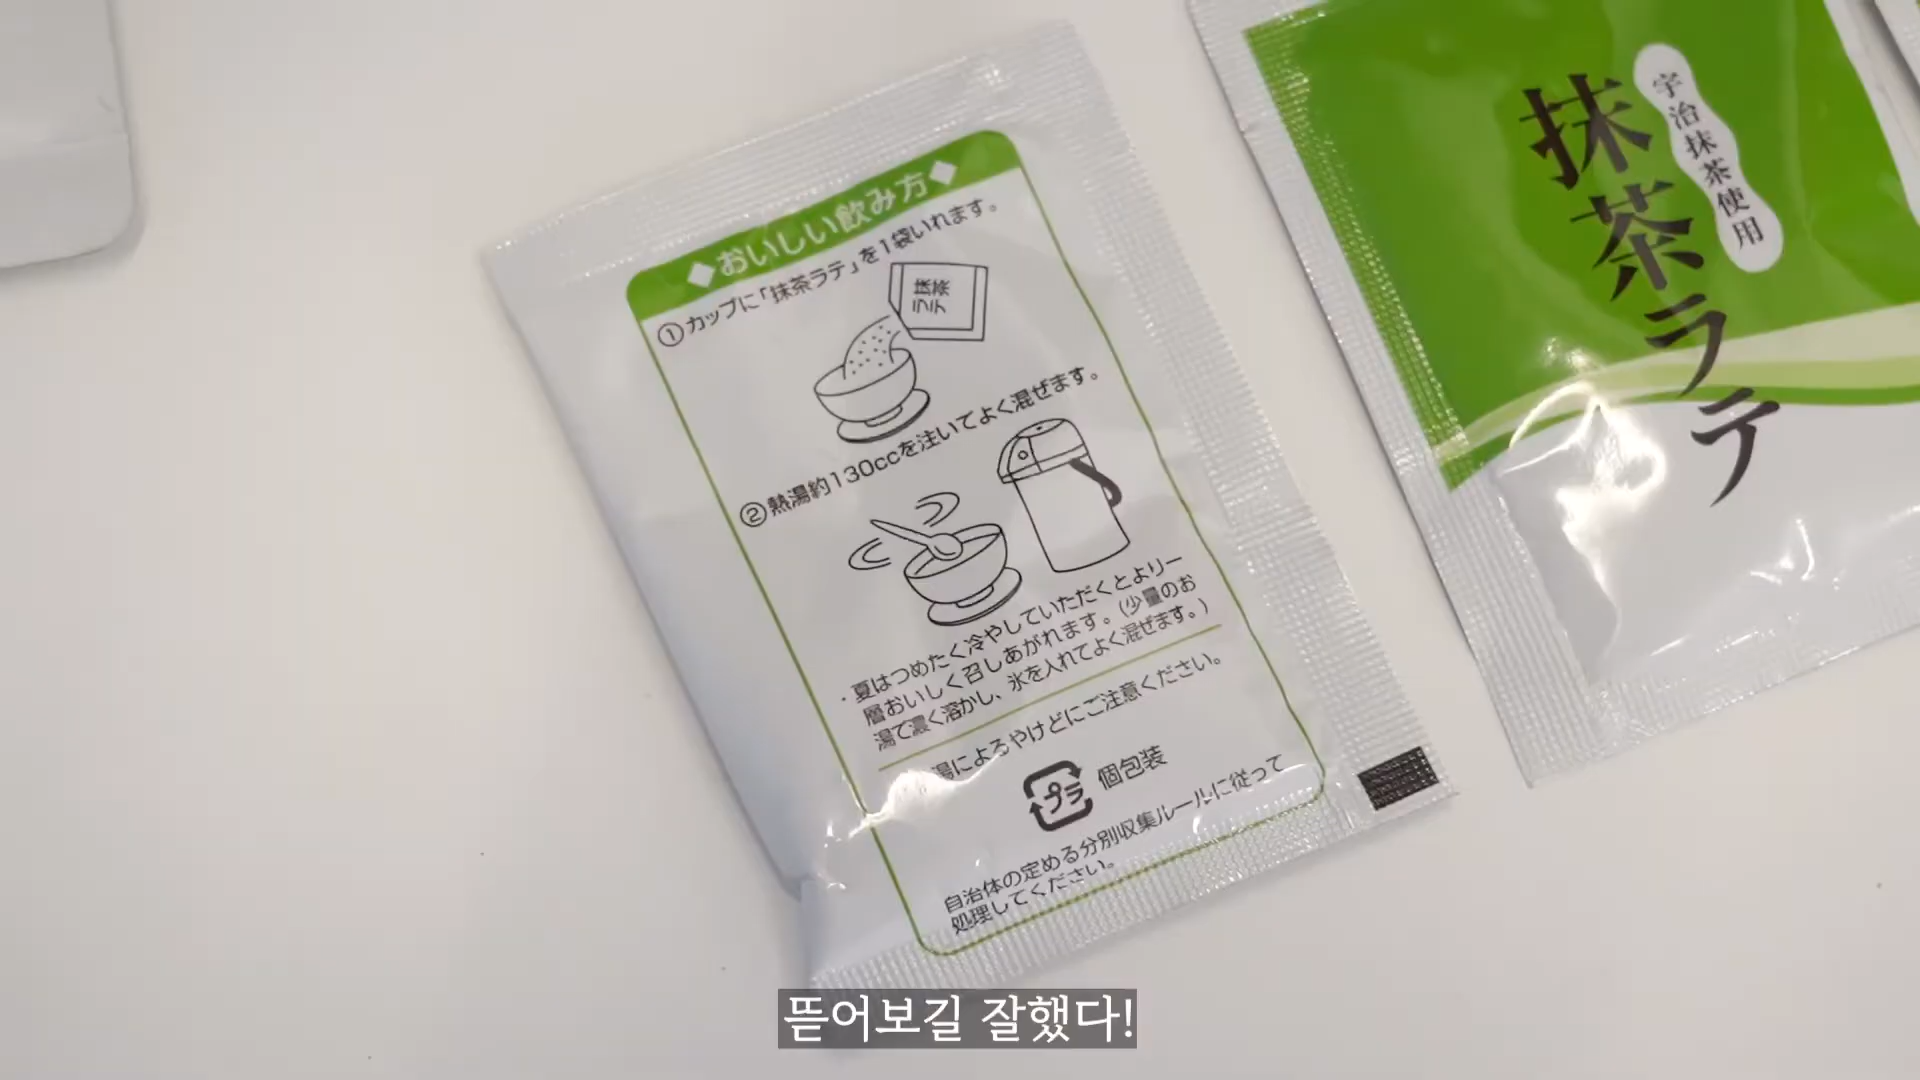 ◆おいしい飲み方◆
①カップに「抹茶ラテ」を1袋いれます。
抹茶
ラテ
②熱湯約130ccを注いてよく混ぜます。
・夏はつめたく冷やしていただくとより一
層おいしく召しあがれます。(少量のお
湯で濃く溶かし、氷を入れてよく混ぜます。)
湯によるやけどにご注意ください。
プラ
個包装
自治体の定める分別収集ルールに従って
処理してください。
宇治抹茶使用
抹茶ラテ
뜯어보길 잘했다!